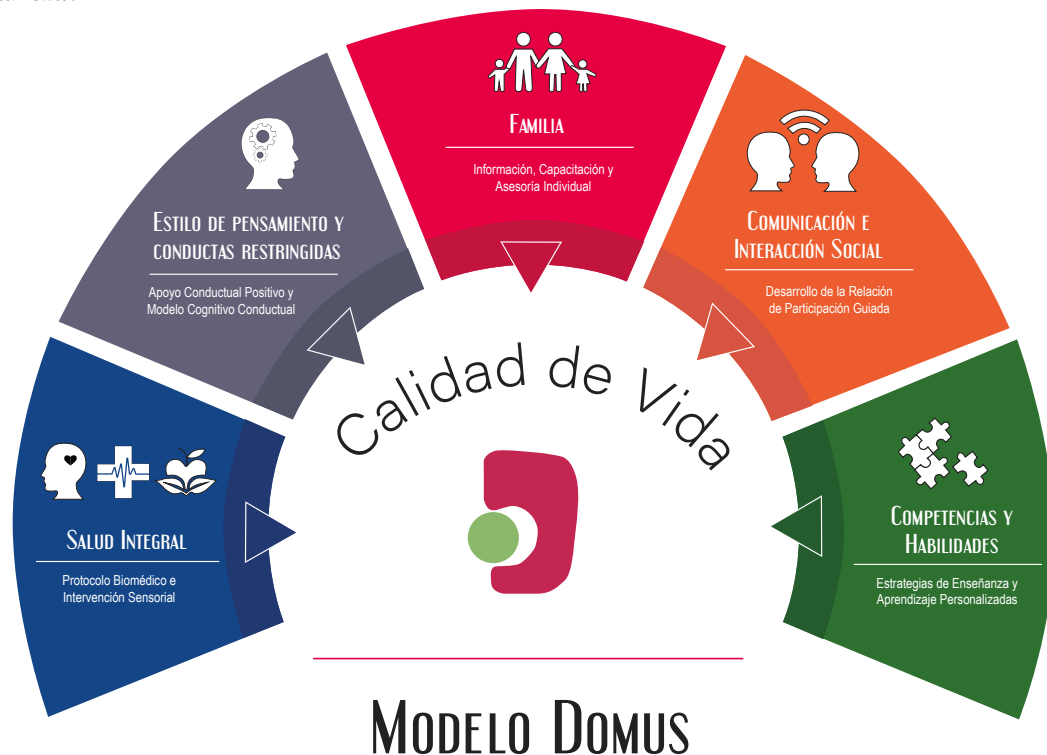 Familia
Información, Capacitación y
Asesoría Individual
Estilo de pensamiento y
conductas restringidas
Apoyo Conductual Positivo y
Modelo Cognitivo Conductual
Comunicación e
Interacción Social
Desarrollo de la Relación
de Participación Guiada
Salud Integral
Protocolo Biomédico e
Intervención Sensorial
Competencias y
Habilidades
Estrategias de Enseñanza y
Aprendizaje Personalizadas
Calidad de Vida
Modelo Domus